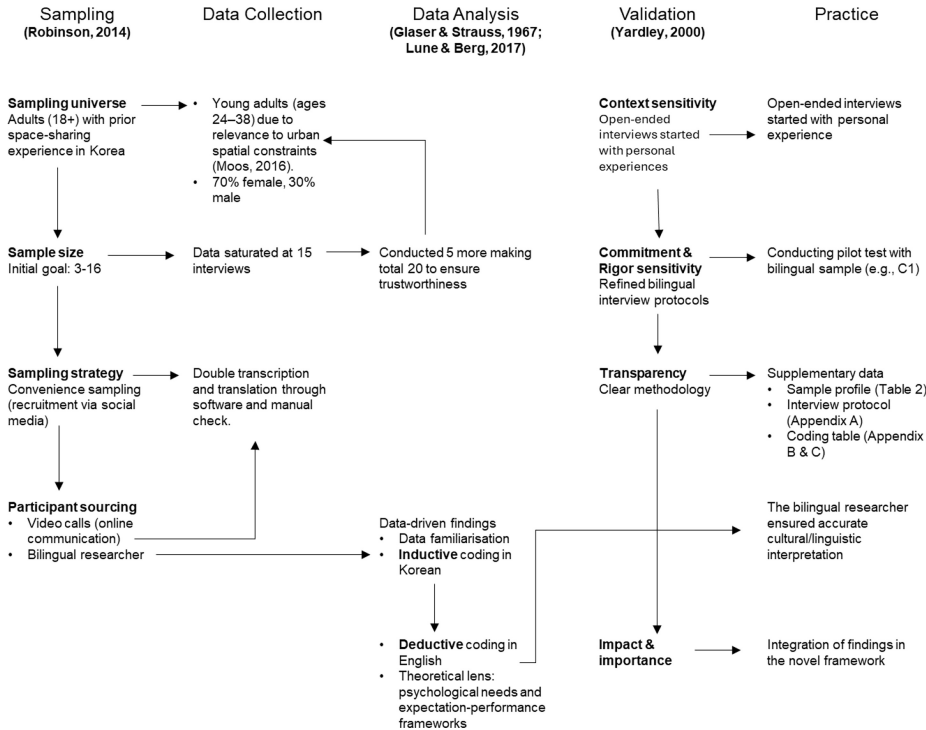 Sampling
(Robinson, 2014)
Data Collection
Data Analysis
(Glaser & Strauss, 1967;
Lune & Berg, 2017)
Validation
(Yardley, 2000)
Practice
Sampling universe
Adults (18+) with prior
space-sharing
experience in Korea
• Young adults (ages
24–38) due to
relevance to urban
spatial constraints
(Moos, 2016).
• 70% female, 30%
male
Context sensitivity
Open-ended
interviews started
with personal
experiences
Open-ended interviews
started with personal
experience
Sample size
Initial goal: 3-16
Data saturated at 15
interviews
Conducted 5 more making
total 20 to ensure
trustworthiness
Commitment &
Rigor sensitivity
Refined bilingual
interview protocols
Conducting pilot test with
bilingual sample (e.g., C1)
Sampling strategy
Convenience sampling
(recruitment via social
media)
Double transcription
and translation through
software and manual
check.
Transparency
Clear methodology
Supplementary data
• Sample profile (Table 2)
• Interview protocol
(Appendix A)
• Coding table (Appendix
B & C)
Participant sourcing
• Video calls (online
communication)
• Bilingual researcher
Data-driven findings
• Data familiarisation
• Inductive coding in
Korean
The bilingual researcher
ensured accurate
cultural/linguistic
interpretation
• Deductive coding in
English
• Theoretical lens:
psychological needs and
expectation-performance
frameworks
Impact &
importance
Integration of findings in
the novel framework